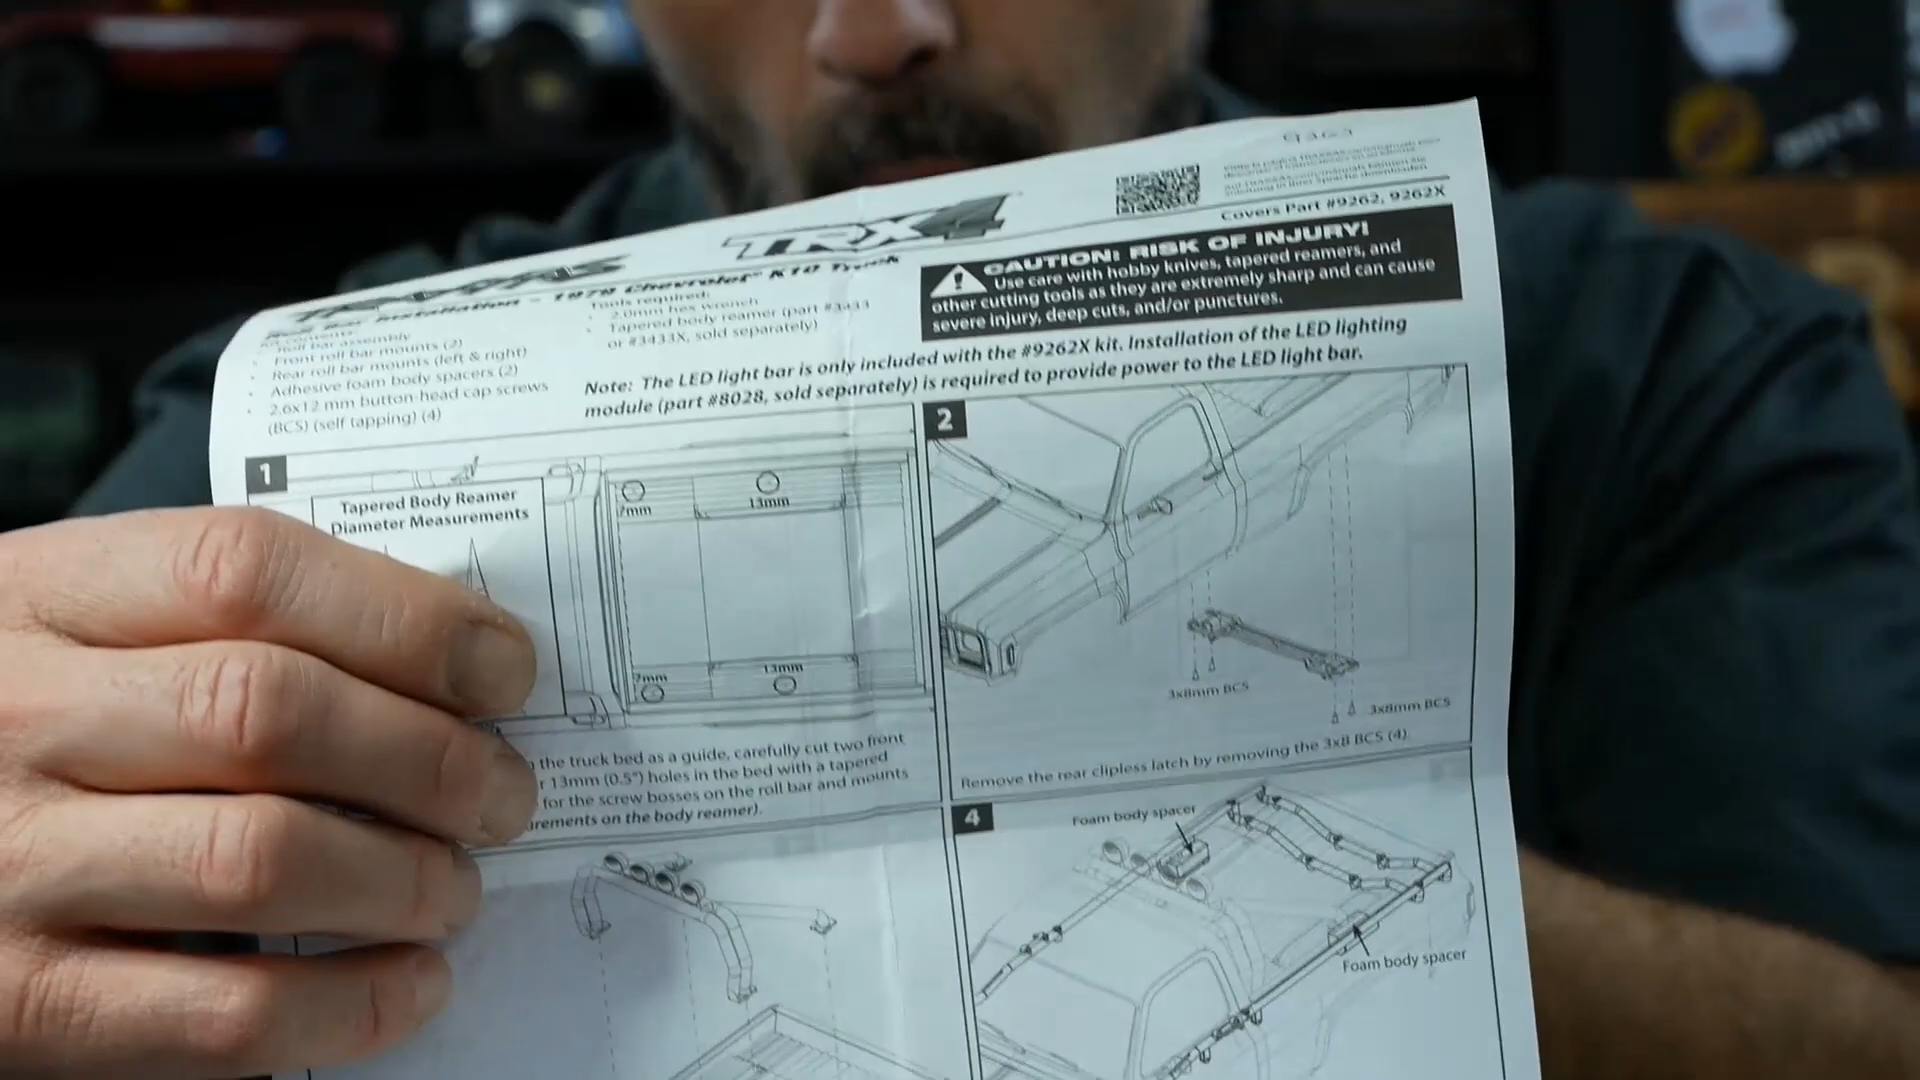 TRAXXAS
TRX4
Covers Part #9262, 9262X
Roll Bar Installation – 1979 Chevrolet® K10 Truck
Kit contents:
• Roll bar assembly
• Front roll bar mounts (2)
• Rear roll bar mounts (left & right)
• Adhesive foam body spacers (2)
• 2.6x12 mm button-head cap screws
(BCS) (self tapping) (4)
Tools required:
• 2.0mm hex wrench
• Tapered body reamer (part #3433
or #3433X, sold separately)
CAUTION: RISK OF INJURY!
Use care with hobby knives, tapered reamers, and
other cutting tools as they are extremely sharp and can cause
severe injury, deep cuts, and/or punctures.
Note: The LED light bar is only included with the #9262X kit. Installation of the LED lighting
module (part #8028, sold separately) is required to provide power to the LED light bar.
1
Tapered Body Reamer
Diameter Measurements
7mm
13mm
7mm
13mm
the truck bed as a guide, carefully cut two front
r 13mm (0.5") holes in the bed with a tapered
for the screw bosses on the roll bar and mounts
urements on the body reamer).
2
3x8mm BCS
3x8mm BCS
Remove the rear clipless latch by removing the 3x8 BCS (4).
4
Foam body spacer
Foam body spacer